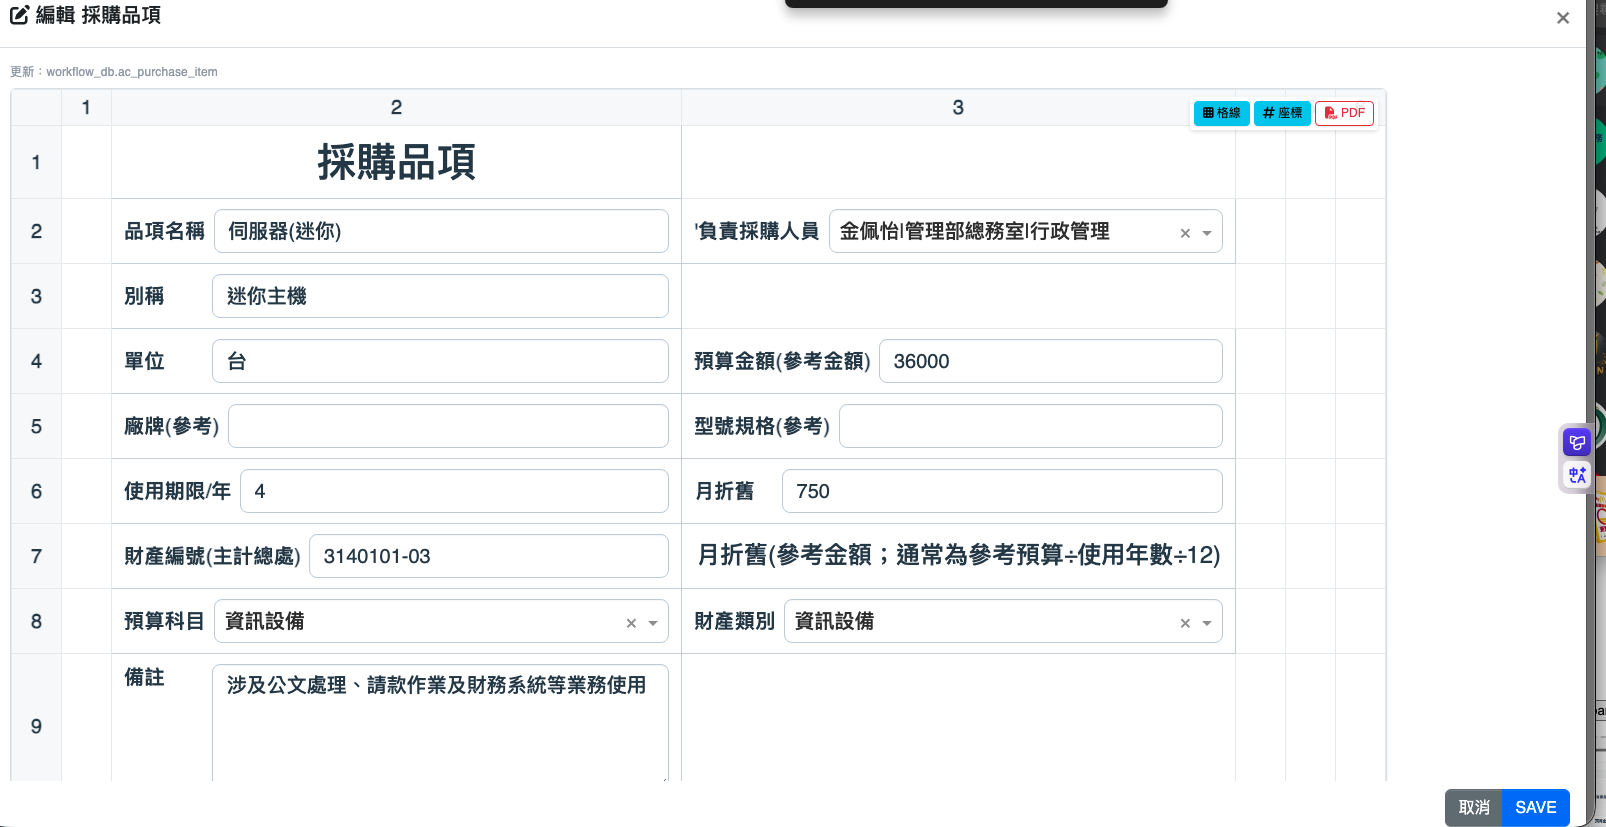 編輯 採購品項
×
更新：workflow_db.ac_purchase_item
1 2 3
格線 # 座標 PDF
1 採購品項
2 品項名稱 伺服器(迷你) '負責採購人員 金佩怡|管理部總務室|行政管理 ×
3 別稱 迷你主機
4 單位 台 預算金額(參考金額) 36000
5 廠牌(參考) 型號規格(參考)
6 使用期限/年 4 月折舊 750
7 財產編號(主計總處) 3140101-03 月折舊(參考金額；通常為參考預算÷使用年數÷12)
8 預算科目 資訊設備 × 財產類別 資訊設備 ×
備註 涉及公文處理、請款作業及財務系統等業務使用
9
取消 SAVE